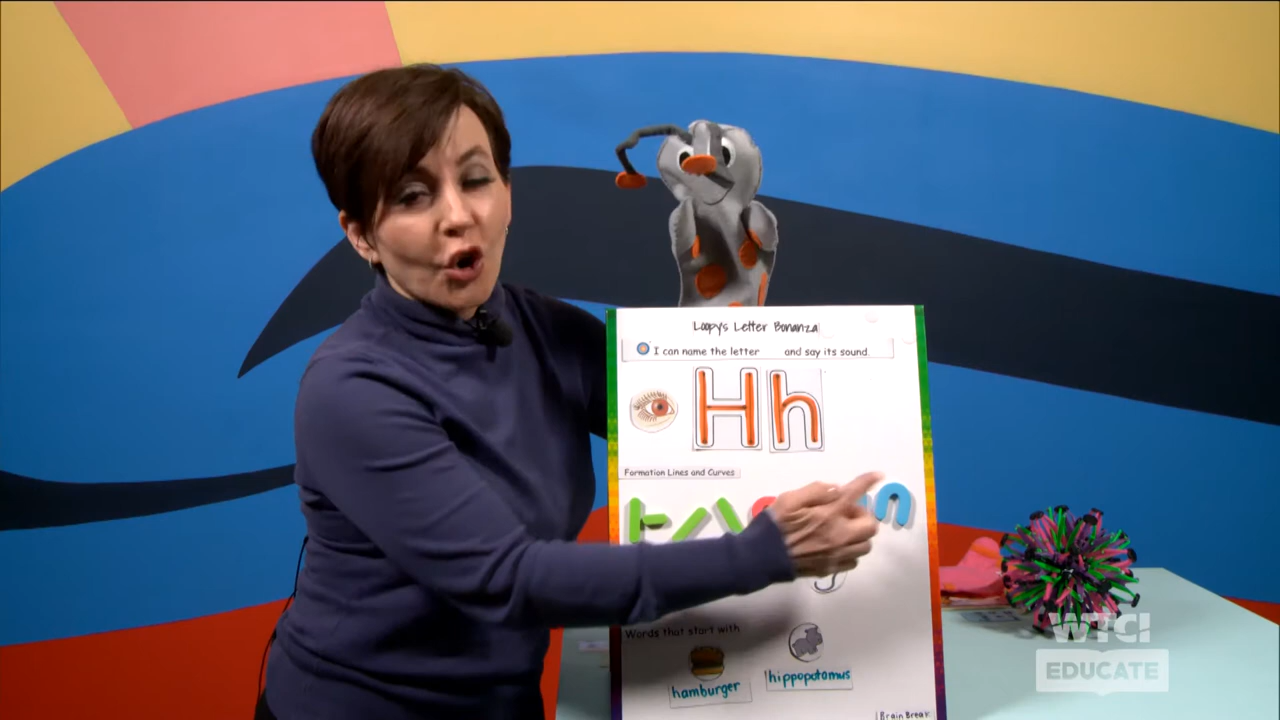 Loopy's Letter Bonanza
I can name the letter and say its sound.
Hh
Formation Lines and Curves
Words that start with
hamburger
hippopotamus
Brain Break
WTCI
EDUCATE